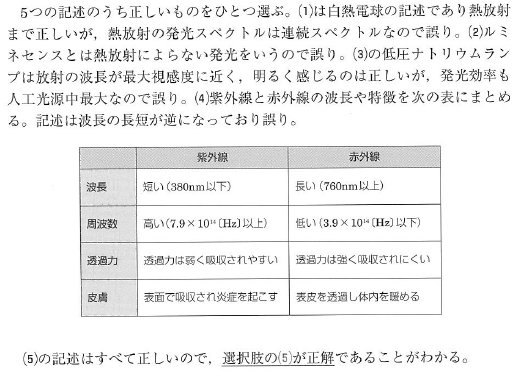 5つの記述のうち正しいものをひとつ選ぶ。(1)は白熱電球の記述であり熱放射
まで正しいが，熱放射の発光スペクトルは連続スペクトルなので誤り。(2)ルミ
ネセンスとは熱放射によらない発光をいうので誤り。(3)の低圧ナトリウムラン
プは放射の波長が最大視感度に近く，明るく感じるのは正しいが，発光効率も
人工光源中最大なので誤り。(4)紫外線と赤外線の波長や特徴を次の表にまとめ
る。記述は波長の長短が逆になっており誤り。
紫外線 赤外線
波長 短い(380nm以下) 長い(760nm以上)
周波数 高い(7.9×10¹⁴〔Hz〕以上) 低い(3.9×10¹⁴〔Hz〕以下)
透過力 透過力は弱く吸収されやすい 透過力は強く吸収されにくい
皮膚 表面で吸収され炎症を起こす 表皮を透過し体内を暖める
(5)の記述はすべて正しいので，選択肢の(5)が正解であることがわかる。